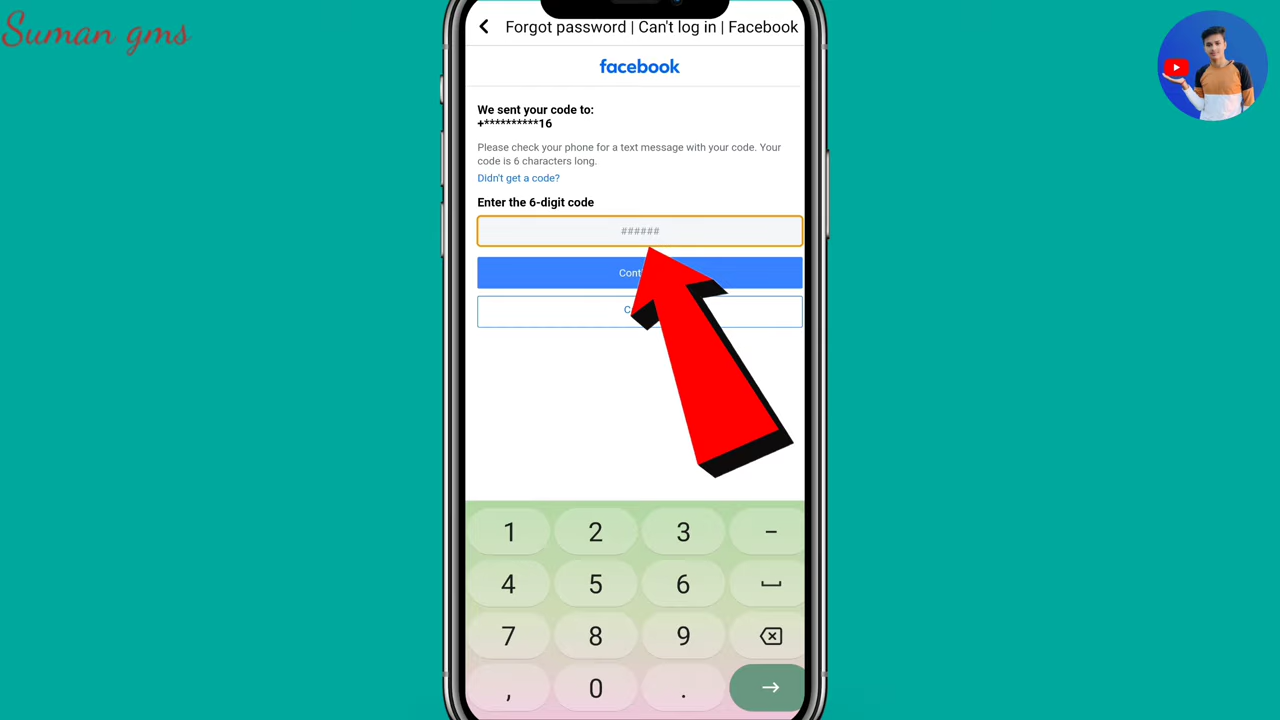 Suman gms
Forgot password | Can't log in | Facebook
facebook
We sent your code to:
+**********16
Please check your phone for a text message with your code. Your
code is 6 characters long.
Didn't get a code?
Enter the 6-digit code
######
Cont
C
1 2 3 −
4 5 6
7 8 9
, 0 .